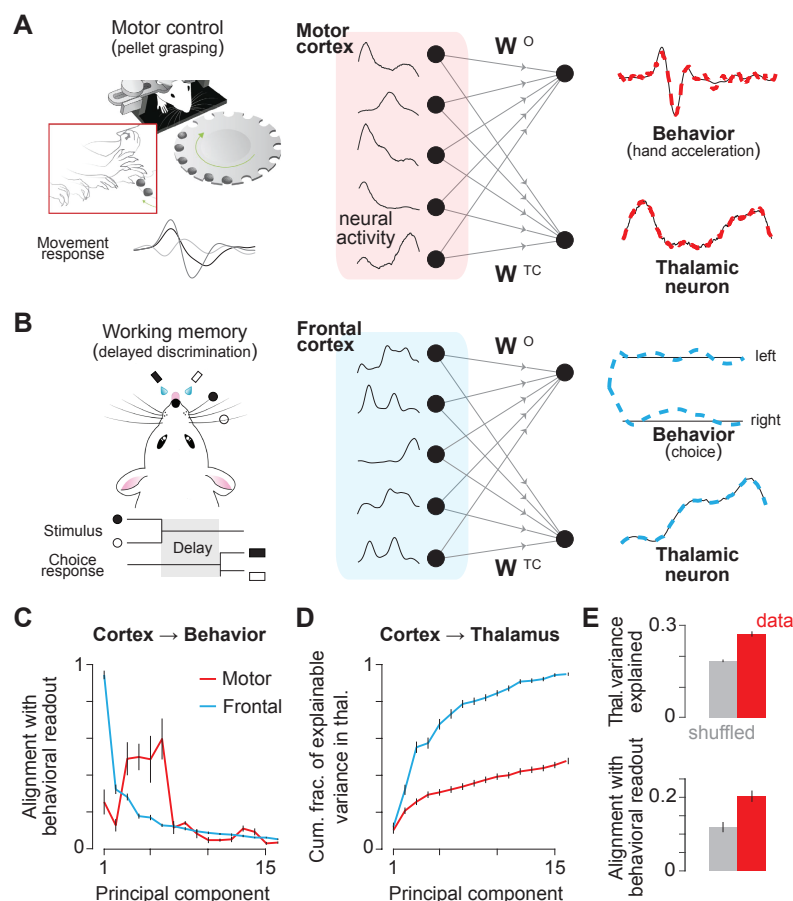 A
Motor control
(pellet grasping)
Movement
response
Motor
cortex
neural
activity
W O
W TC
Behavior
(hand acceleration)
Thalamic
neuron
B
Working memory
(delayed discrimination)
Stimulus
Choice
response
Delay
Frontal
cortex
W O
W TC
left
right
Behavior
(choice)
Thalamic
neuron
C
Cortex → Behavior
Alignment with
behavioral readout
1
0
Motor
Frontal
1
15
Principal component
D
Cortex → Thalamus
Cum. frac. of explainable
variance in thal.
1
0
1
15
Principal component
E
Thal. variance
explained
0.3
0
data
shuffled
Alignment with
behavioral readout
0.2
0